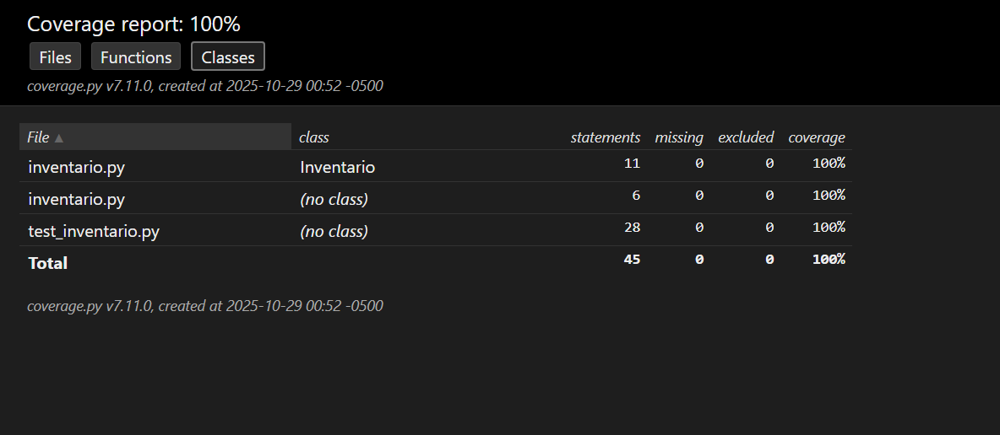 Coverage report: 100%
Files Functions Classes
coverage.py v7.11.0, created at 2025-10-29 00:52 -0500
File ▲ class statements missing excluded coverage
inventario.py Inventario 11 0 0 100%
inventario.py (no class) 6 0 0 100%
test_inventario.py (no class) 28 0 0 100%
Total 45 0 0 100%
coverage.py v7.11.0, created at 2025-10-29 00:52 -0500